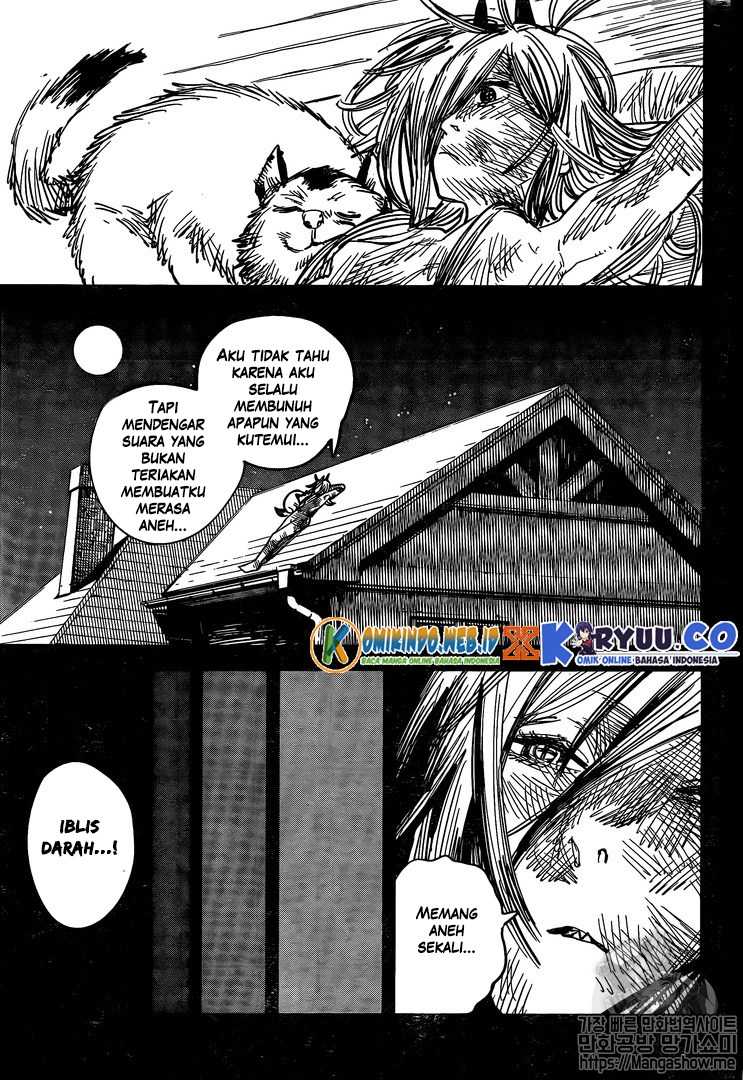 AKU TIDAK TAHU
KARENA AKU
SELALU
MEMBUNUH
APAPUN YANG
KUTEMUI...
TAPI
MENDENGAR
SUARA YANG
BUKAN
TERIAKAN
MEMBUATKU
MERASA
ANEH...
KOMIKINDO.WEB.ID X KORYUU.CO
BACA MANGA ONLINE BAHASA INDONESIA
KOMIK ONLINE BAHASA INDONESIA
MEMANG
ANEH
SEKALI...
IBLIS
DARAH...!
가장 빠른 만화번역사이트
만화공방 망가쇼미
https://Mangashow.me